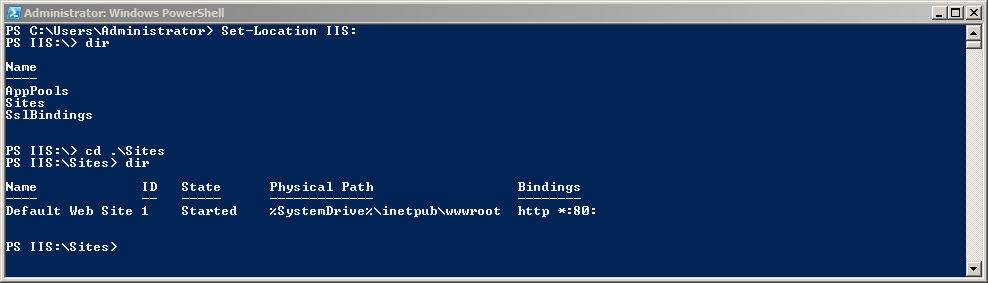 Administrator: Windows PowerShell
PS C:\Users\Administrator> Set-Location IIS:
PS IIS:\> dir
Name
----
AppPools
Sites
SslBindings
PS IIS:\> cd .\Sites
PS IIS:\Sites> dir
Name             ID   State      Physical Path                  Bindings
----             --   -----      -------------                  --------
Default Web Site 1    Started    %SystemDrive%\inetpub\wwwroot  http *:80:
PS IIS:\Sites>